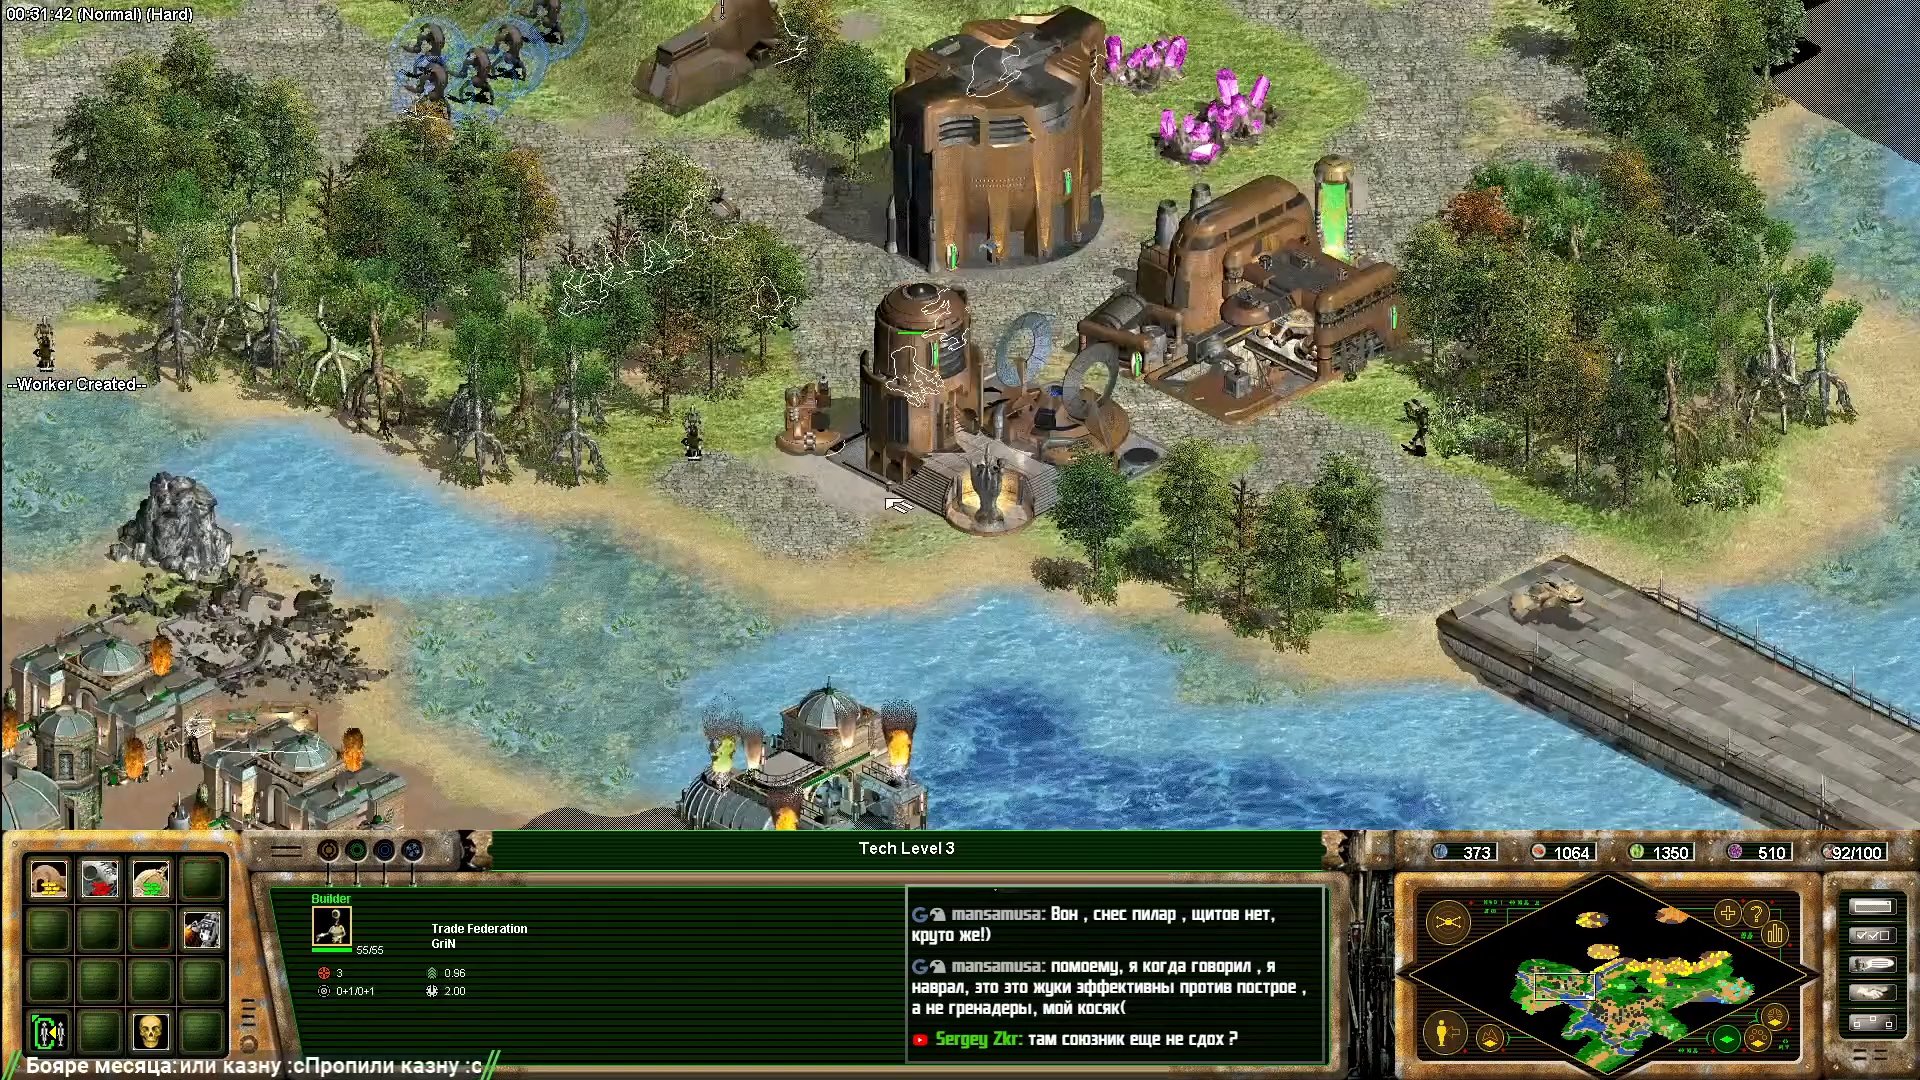 00:31:42 (Normal) (Hard)
--Worker Created--
Tech Level 3
373
1064
1350
510
92/100
Builder
55/55
Trade Federation
GriN
3
0.96
0+1/0+1
2.00
mansamusa: Вон , снес пилар , щитов нет,
круто же!)
mansamusa: помоему, я когда говорил , я
наврал, это это жуки эффективны против построе ,
а не гренадеры, мой косяк(
Sergey Zkr: там союзник еще не сдох ?
// Бояре месяца:или казну :сПропили казну :с//